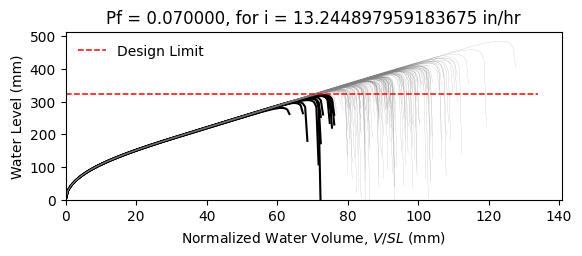 Pf = 0.070000, for i = 13.244897959183675 in/hr
500
400
300
200
100
0
Water Level (mm)
Design Limit
0 20 40 60 80 100 120 140
Normalized Water Volume, V/SL (mm)